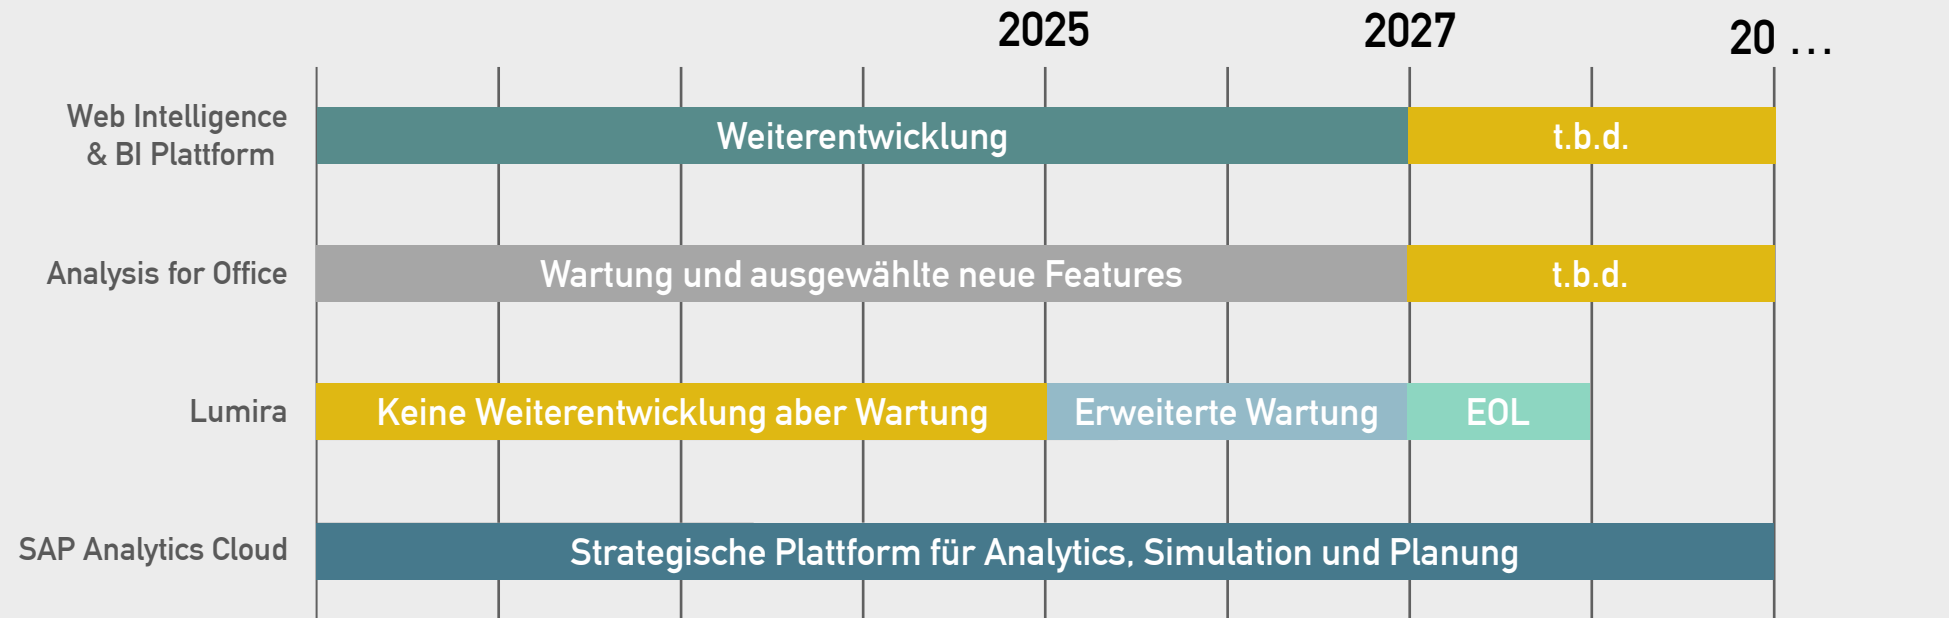 2025
2027
20 ...
Web Intelligence
& BI Plattform
Weiterentwicklung
t.b.d.
Analysis for Office
Wartung und ausgewählte neue Features
t.b.d.
Lumira
Keine Weiterentwicklung aber Wartung
Erweiterte Wartung
EOL
SAP Analytics Cloud
Strategische Plattform für Analytics, Simulation und Planung